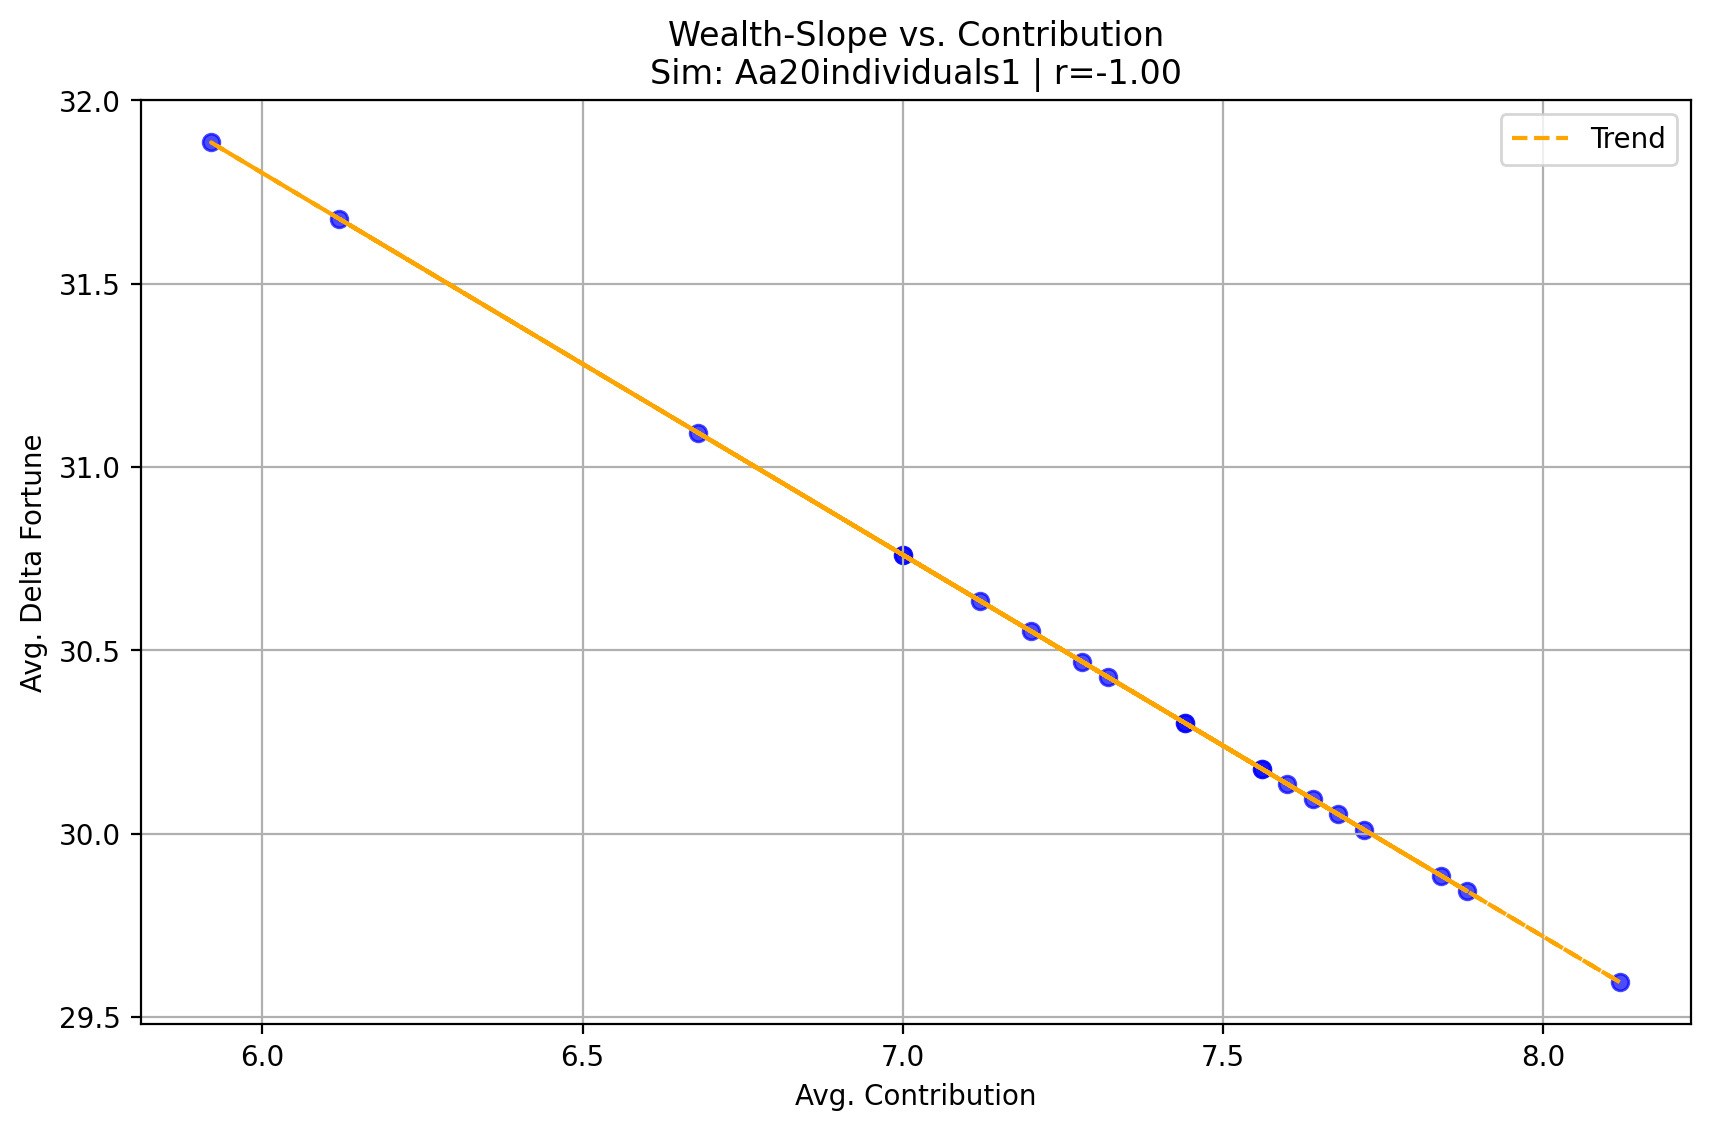 Wealth-Slope vs. Contribution
Sim: Aa20individuals1 | r=-1.00
Trend
32.0
31.5
31.0
30.5
30.0
29.5
Avg. Delta Fortune
6.0 6.5 7.0 7.5 8.0
Avg. Contribution